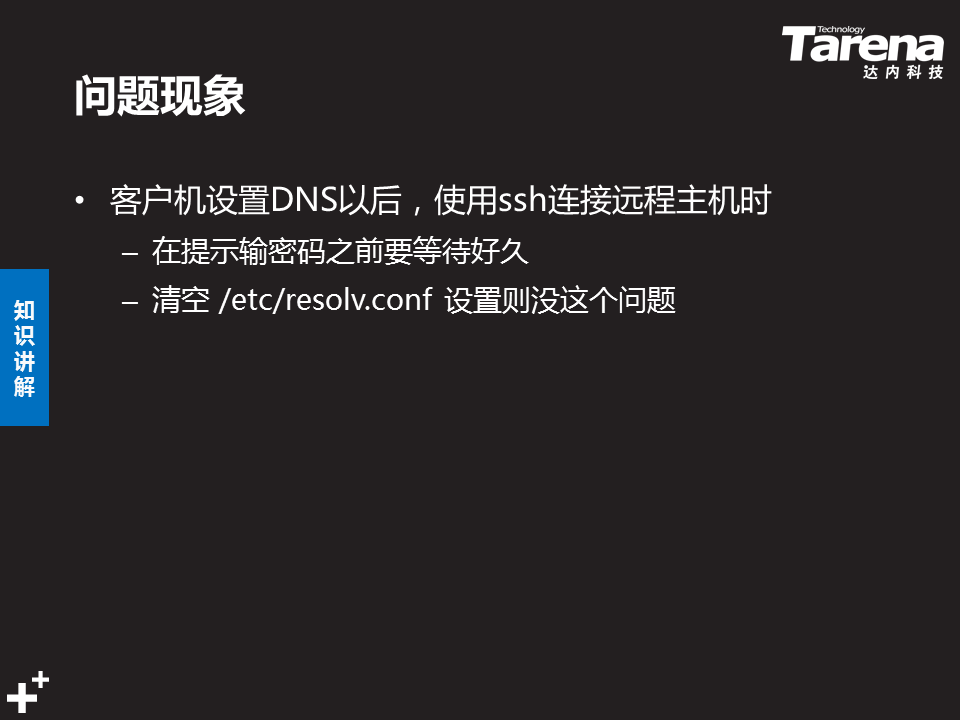 Technology
Tarena
达内科技
问题现象
• 客户机设置DNS以后，使用ssh连接远程主机时
– 在提示输密码之前要等待好久
– 清空 /etc/resolv.conf 设置则没这个问题
知识讲解